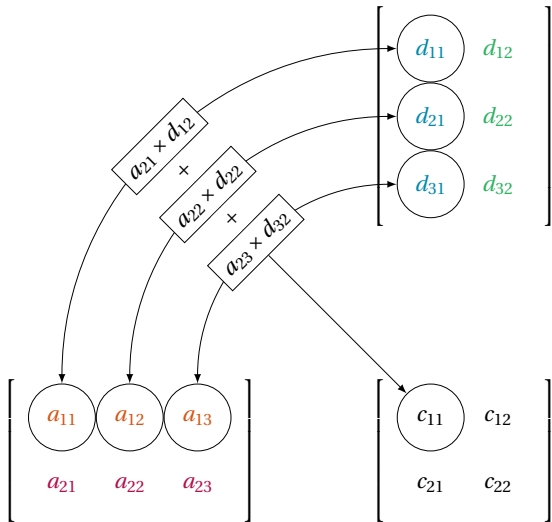 d₁₁ d₁₂
d₂₁ d₂₂
d₃₁ d₃₂
a₂₁ × d₁₂
+
a₂₂ × d₂₂
+
a₂₃ × d₃₂
a₁₁ a₁₂ a₁₃
a₂₁ a₂₂ a₂₃
c₁₁ c₁₂
c₂₁ c₂₂